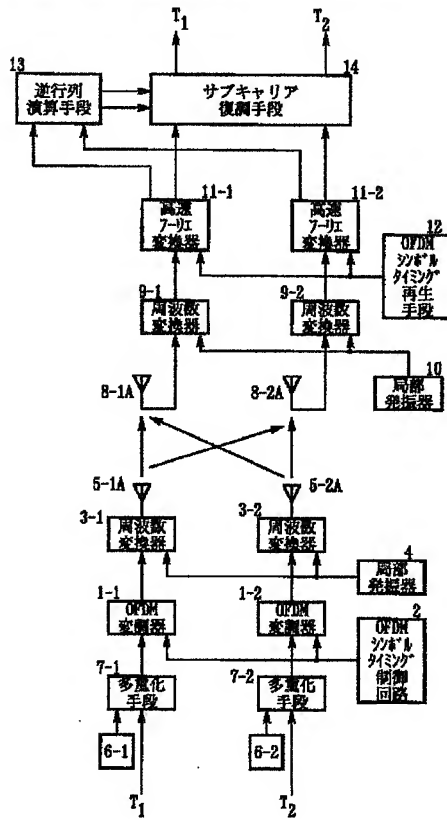 T1
T2
13
14
逆行列
演算手段
サブキャリア
復調手段
11-1
11-2
高速
フーリエ
変換器
高速
フーリエ
変換器
12
OFDM
シンボル
タイミング
再生
手段
9-1
9-2
周波数
変換器
周波数
変換器
10
局部
発振器
8-1A
8-2A
5-1A
5-2A
3-1
3-2
周波数
変換器
周波数
変換器
4
局部
発振器
1-1
1-2
2
OFDM
変調器
OFDM
変調器
OFDM
シンボル
タイミング
制御
回路
7-1
7-2
多重化
手段
多重化
手段
6-1
6-2
T1
T2